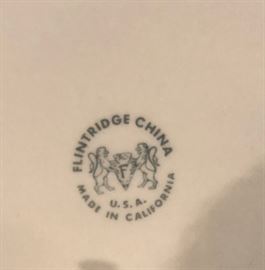 FLINTRIDGE CHINA
F
U.S.A.
MADE IN CALIFORNIA